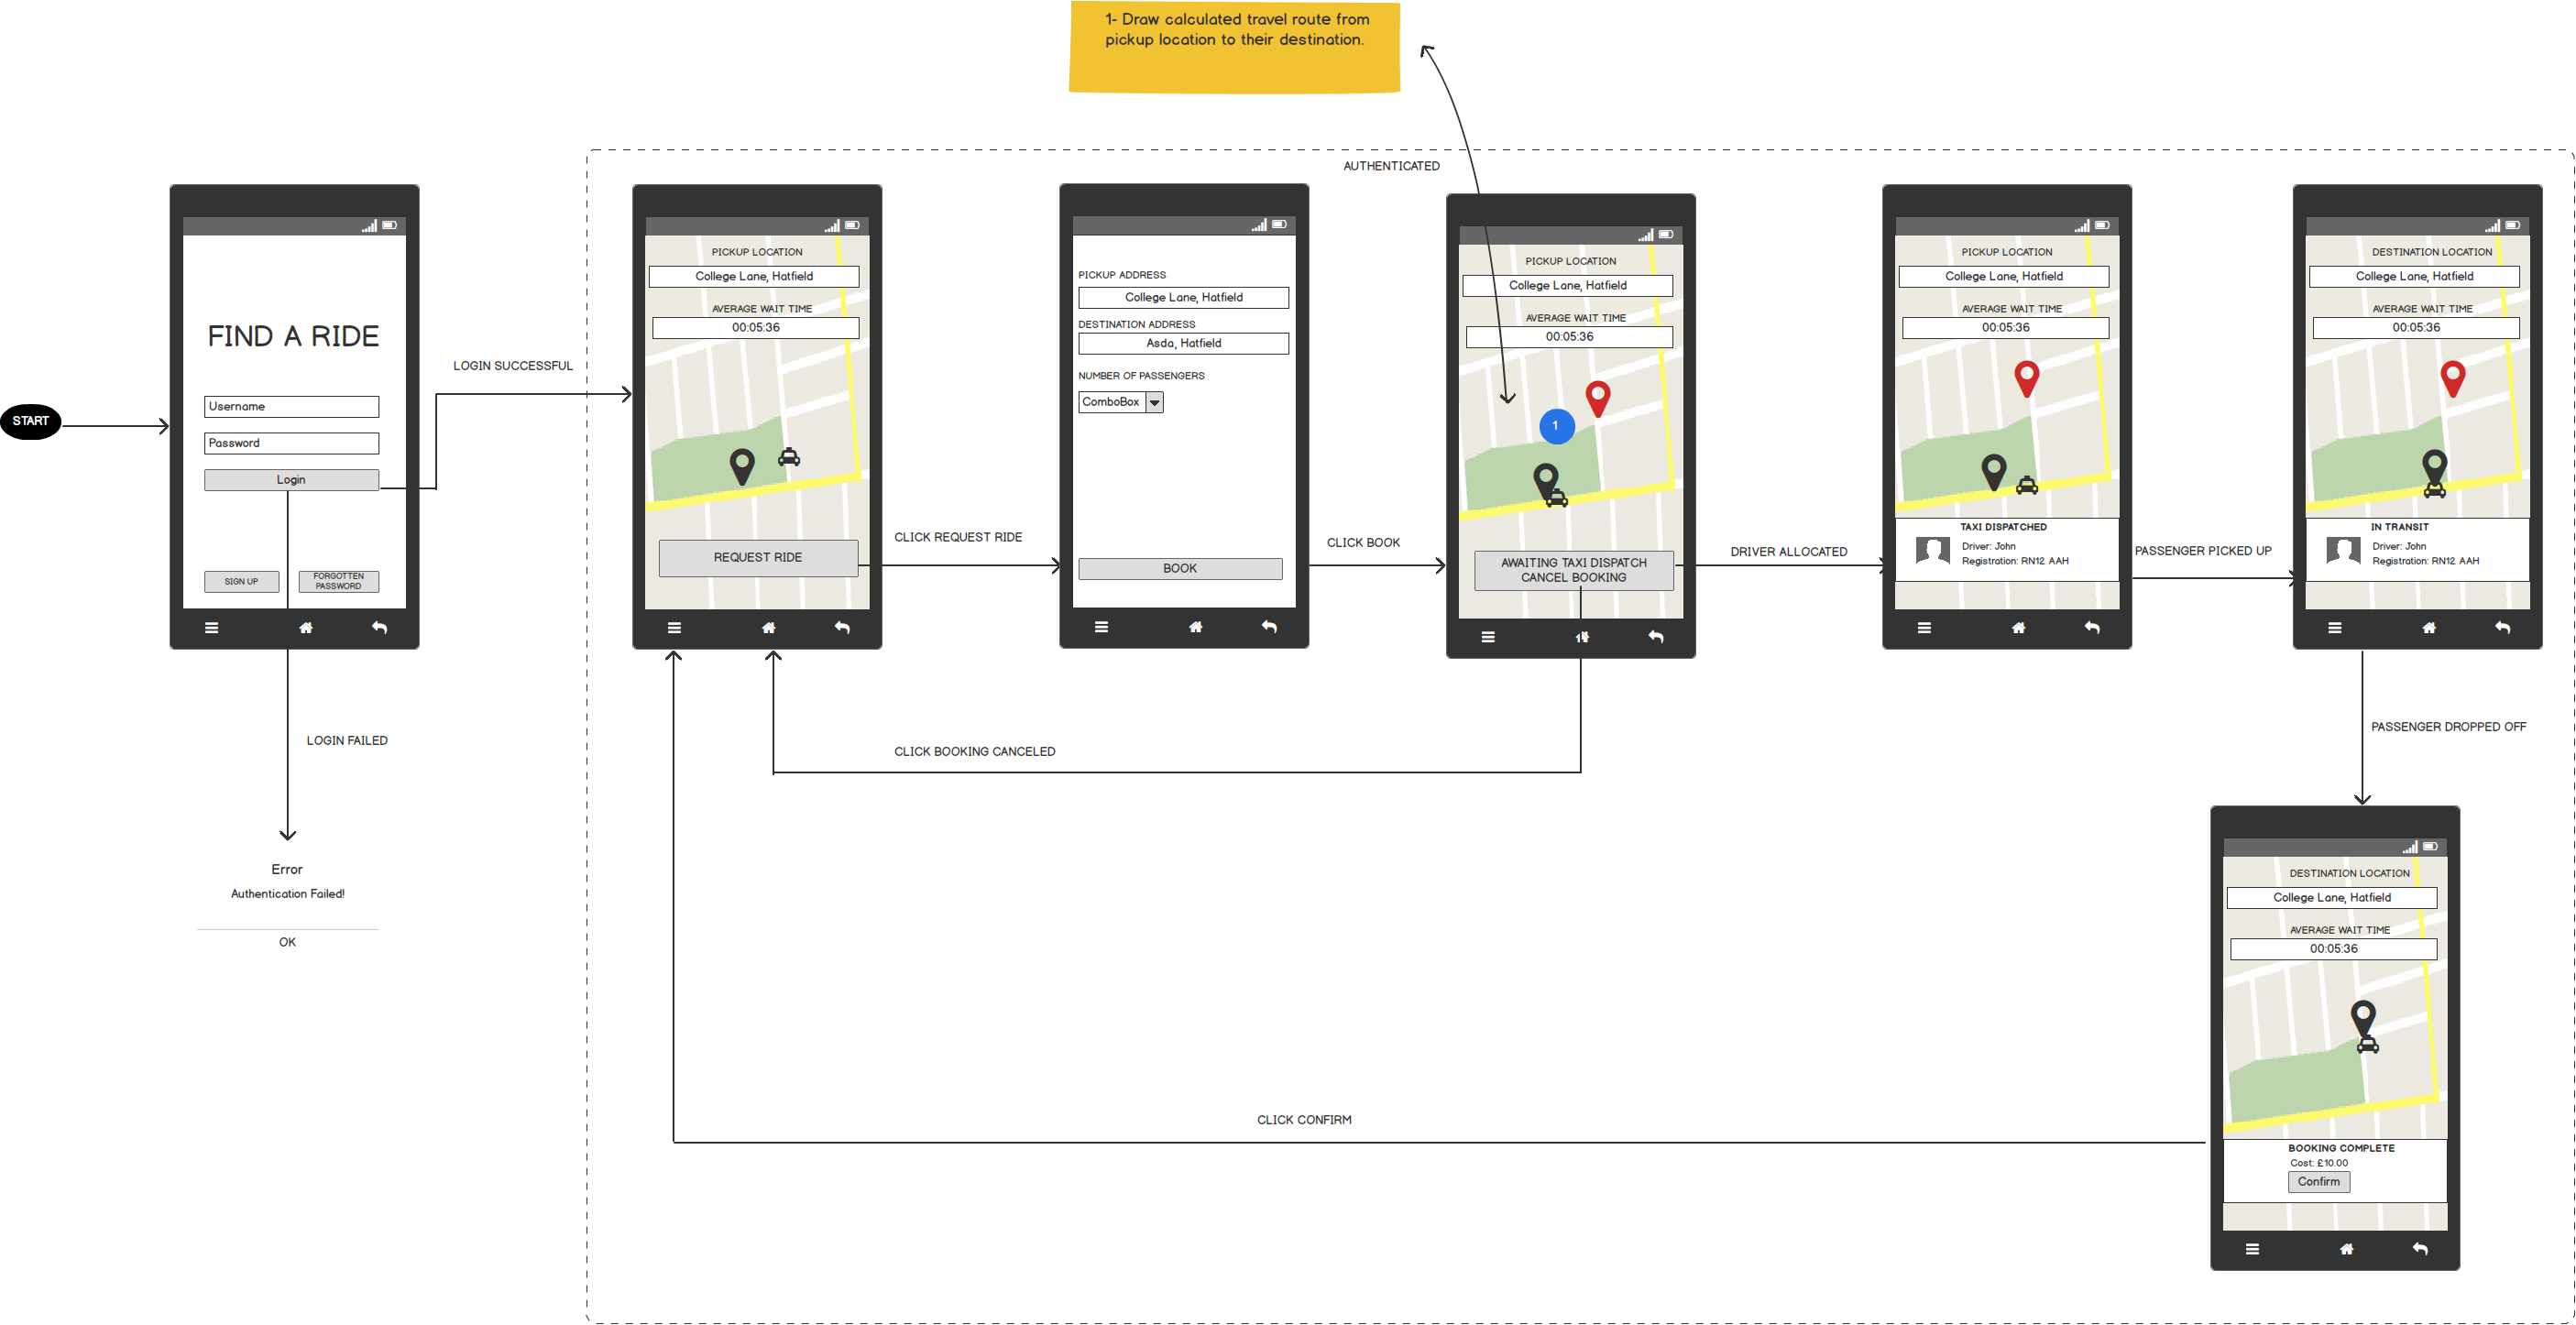 1- Draw calculated travel route from
pickup location to their destination.
AUTHENTICATED
START
FIND A RIDE
Username
Password
Login
SIGN UP
FORGOTTEN
PASSWORD
LOGIN SUCCESSFUL
LOGIN FAILED
Error
Authentication Failed!
OK
PICKUP LOCATION
College Lane, Hatfield
AVERAGE WAIT TIME
00:05:36
REQUEST RIDE
CLICK REQUEST RIDE
PICKUP ADDRESS
College Lane, Hatfield
DESTINATION ADDRESS
Asda, Hatfield
NUMBER OF PASSENGERS
ComboBox
BOOK
CLICK BOOK
PICKUP LOCATION
College Lane, Hatfield
AVERAGE WAIT TIME
00:05:36
1
AWAITING TAXI DISPATCH
CANCEL BOOKING
CLICK BOOKING CANCELED
DRIVER ALLOCATED
PICKUP LOCATION
College Lane, Hatfield
AVERAGE WAIT TIME
00:05:36
TAXI DISPATCHED
Driver: John
Registration: RN12 AAH
PASSENGER PICKED UP
DESTINATION LOCATION
College Lane, Hatfield
AVERAGE WAIT TIME
00:05:36
IN TRANSIT
Driver: John
Registration: RN12 AAH
PASSENGER DROPPED OFF
DESTINATION LOCATION
College Lane, Hatfield
AVERAGE WAIT TIME
00:05:36
BOOKING COMPLETE
Cost: £10.00
Confirm
CLICK CONFIRM